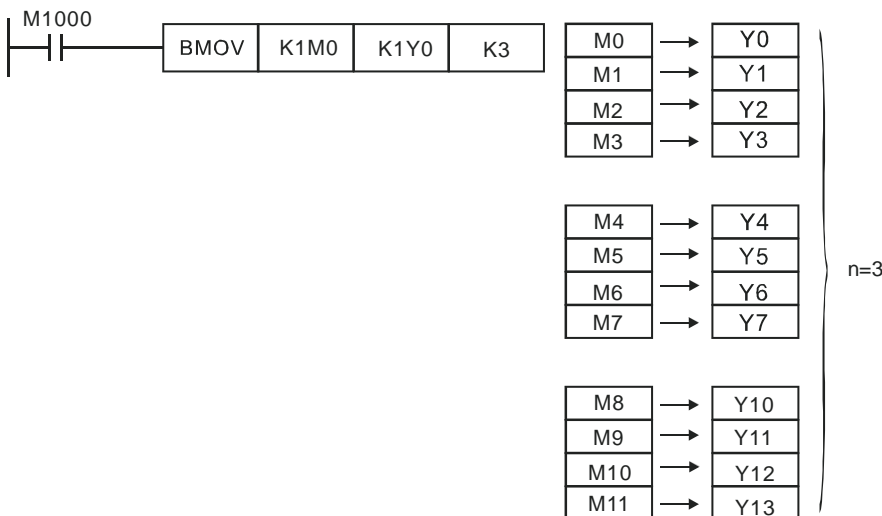 M1000
BMOV K1M0 K1Y0 K3
M0 Y0
M1 Y1
M2 Y2
M3 Y3
M4 Y4
M5 Y5
M6 Y6
M7 Y7
n=3
M8 Y10
M9 Y11
M10 Y12
M11 Y13